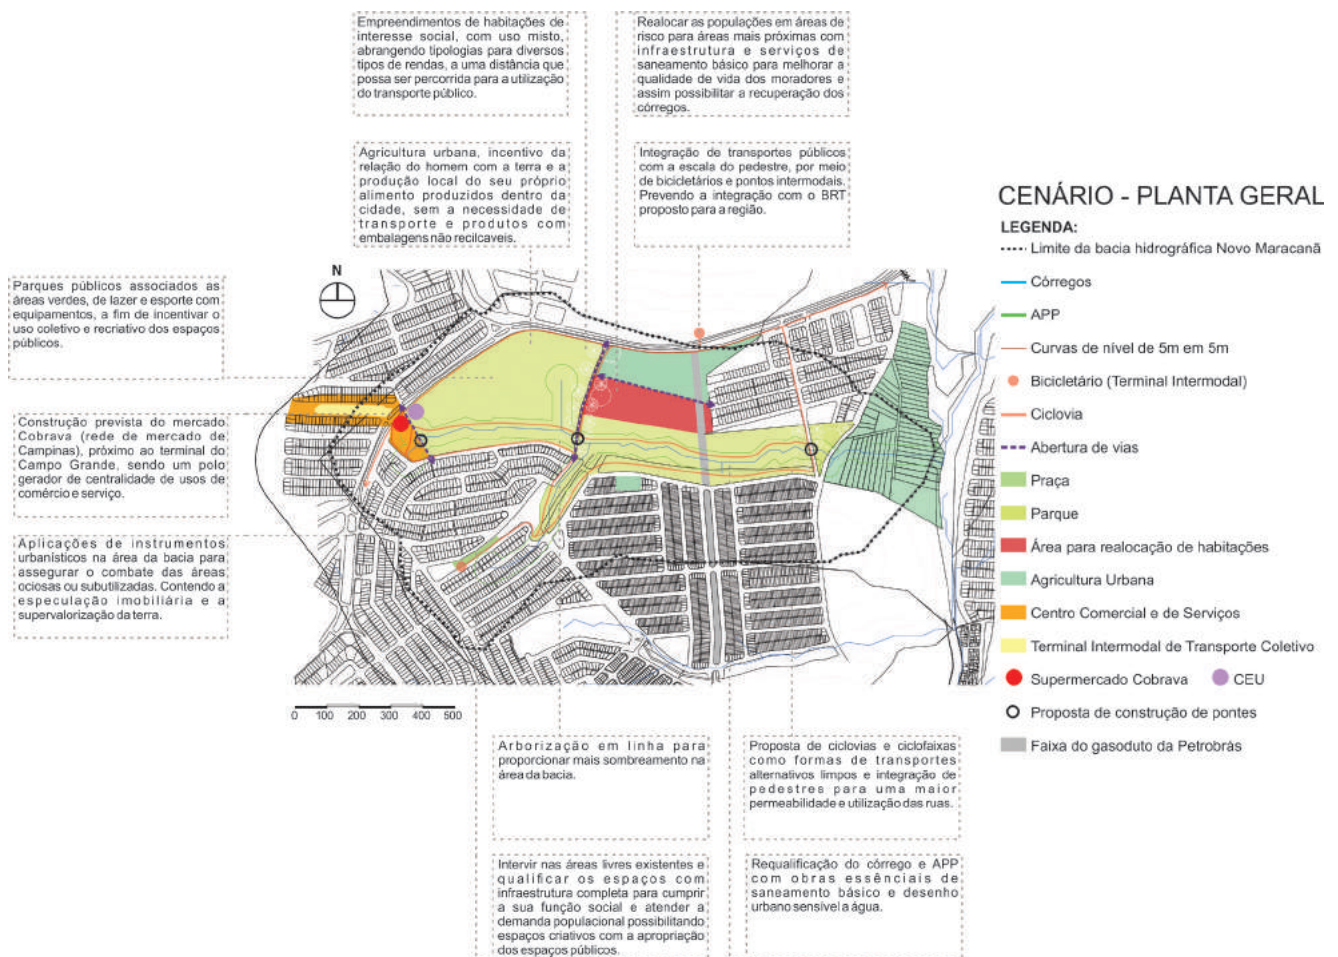 Empreendimentos de habitações de
interesse social, com uso misto,
abrangendo tipologias para diversos
tipos de rendas, a uma distância que
possa ser percorrida para a utilização
do transporte público.
Realocar as populações em áreas de
risco para áreas mais próximas com
infraestrutura e serviços de
saneamento básico para melhorar a
qualidade de vida dos moradores e
assim possibilitar a recuperação dos
córregos.
Agricultura urbana, incentivo da
relação do homem com a terra e a
produção local do seu próprio
alimento produzidos dentro da
cidade, sem a necessidade de
transporte e produtos com
embalagens não recilcaveis.
Integração de transportes públicos
com a escala do pedestre, por meio
de bicicletários e pontos intermodais.
Prevendo a integração com o BRT
proposto para a região.
Parques públicos associados as
áreas verdes, de lazer e esporte com
equipamentos, a fim de incentivar o
uso coletivo e recriativo dos espaços
públicos.
Construção prevista do mercado
Cobrava (rede de mercado de
Campinas), próximo ao terminal do
Campo Grande, sendo um polo
gerador de centralidade de usos de
comércio e serviço.
Aplicações de instrumentos
urbanísticos na área da bacia para
assegurar o combate das áreas
ociosas ou subutilizadas. Contendo a
especulação imobiliária e a
supervalorização da terra.
N
0 100 200 300 400 500
CENÁRIO - PLANTA GERAL
LEGENDA:
Limite da bacia hidrográfica Novo Maracanã
Córregos
APP
Curvas de nível de 5m em 5m
Bicicletário (Terminal Intermodal)
Ciclovia
Abertura de vias
Praça
Parque
Área para realocação de habitações
Agricultura Urbana
Centro Comercial e de Serviços
Terminal Intermodal de Transporte Coletivo
Supermercado Cobrava CEU
Proposta de construção de pontes
Faixa do gasoduto da Petrobrás
Arborização em linha para
proporcionar mais sombreamento na
área da bacia.
Proposta de ciclovias e ciclofaixas
como formas de transportes
alternativos limpos e integração de
pedestres para uma maior
permeabilidade e utilização das ruas.
Intervir nas áreas livres existentes e
qualificar os espaços com
infraestrutura completa para cumprir
a sua função social e atender a
demanda populacional possibilitando
espaços criativos com a apropriação
dos espaços públicos.
Requalificação do córrego e APP
com obras essênciais de
saneamento básico e desenho
urbano sensível a água.